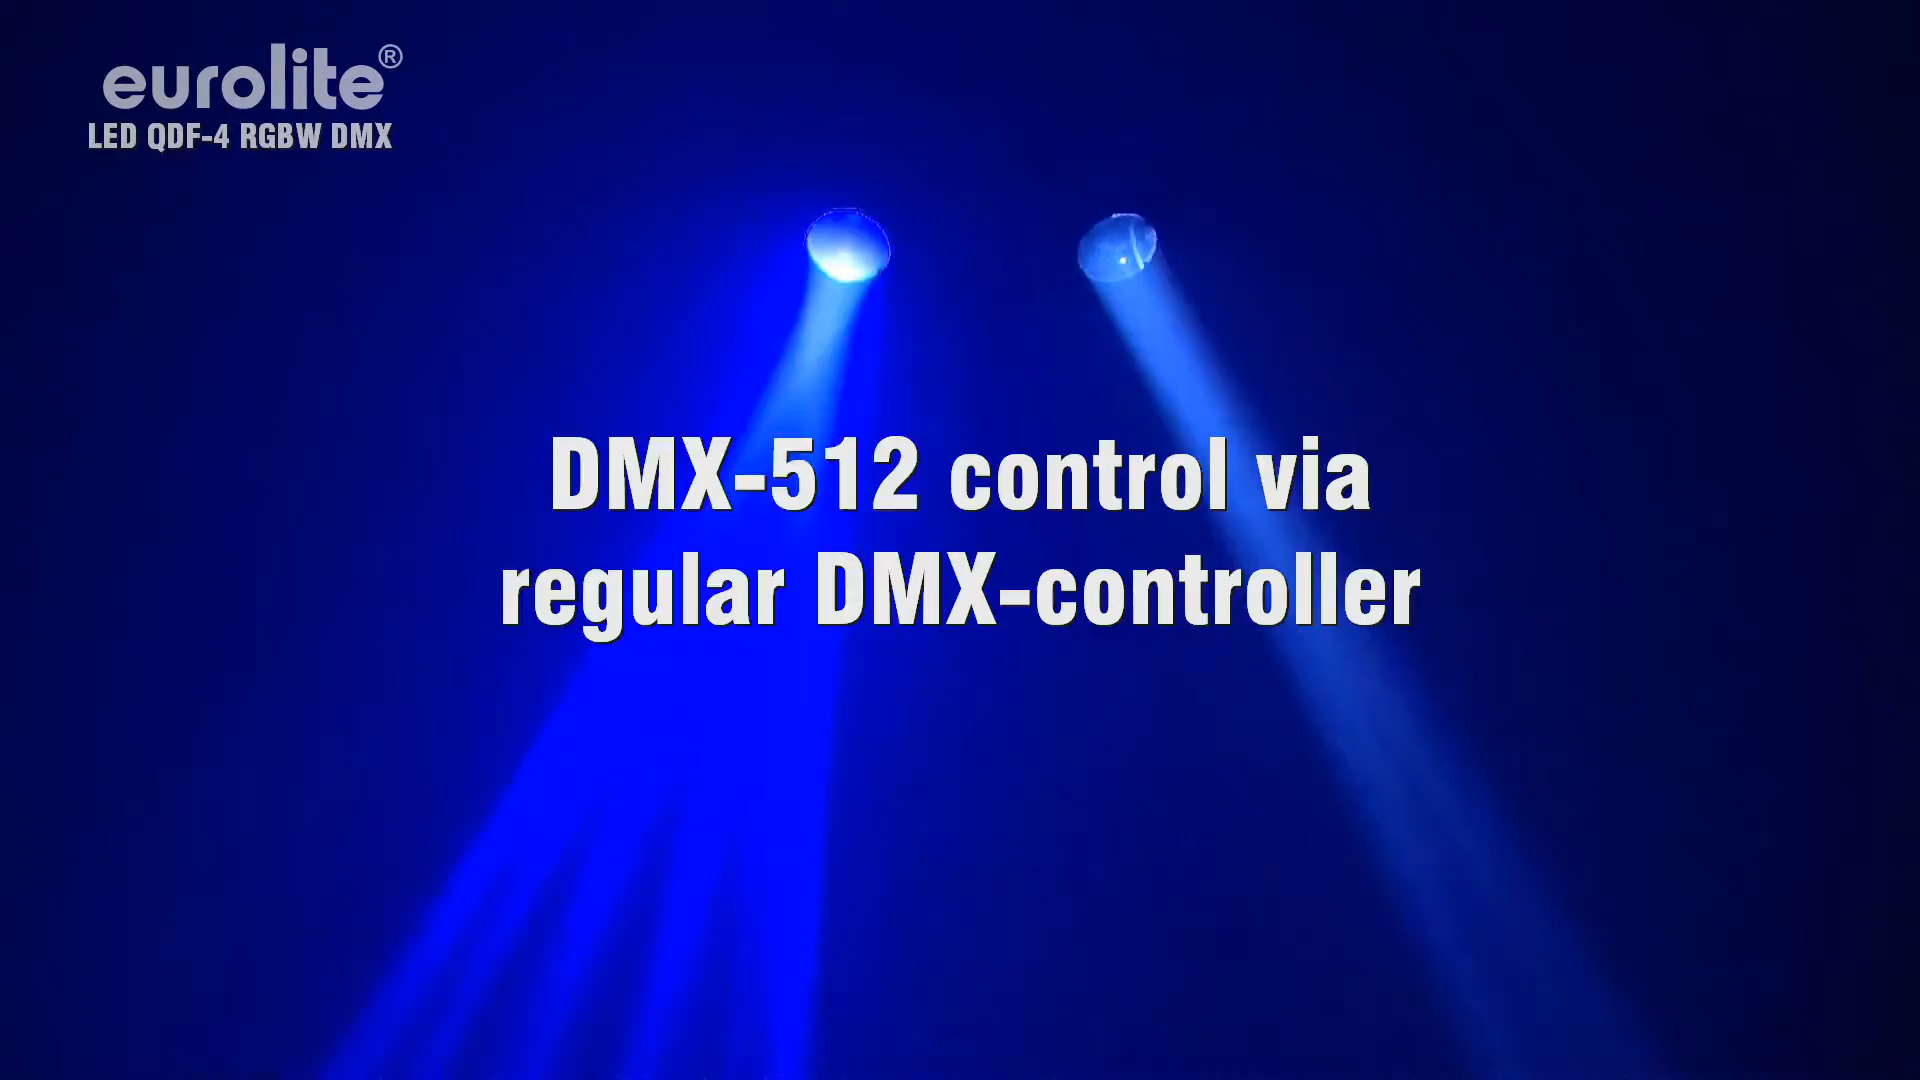 eurolite®
LED QDF-4 RGBW DMX
DMX-512 control via
regular DMX-controller